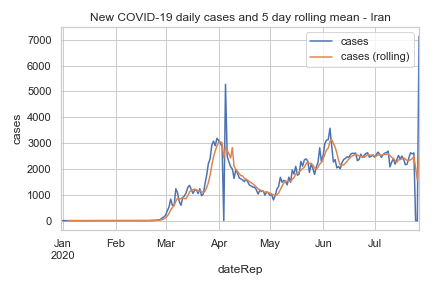 New COVID-19 daily cases and 5 day rolling mean - Iran
cases
cases (rolling)
7000
6000
5000
4000
3000
2000
1000
0
cases
Jan
2020
Feb
Mar
Apr
May
Jun
Jul
dateRep